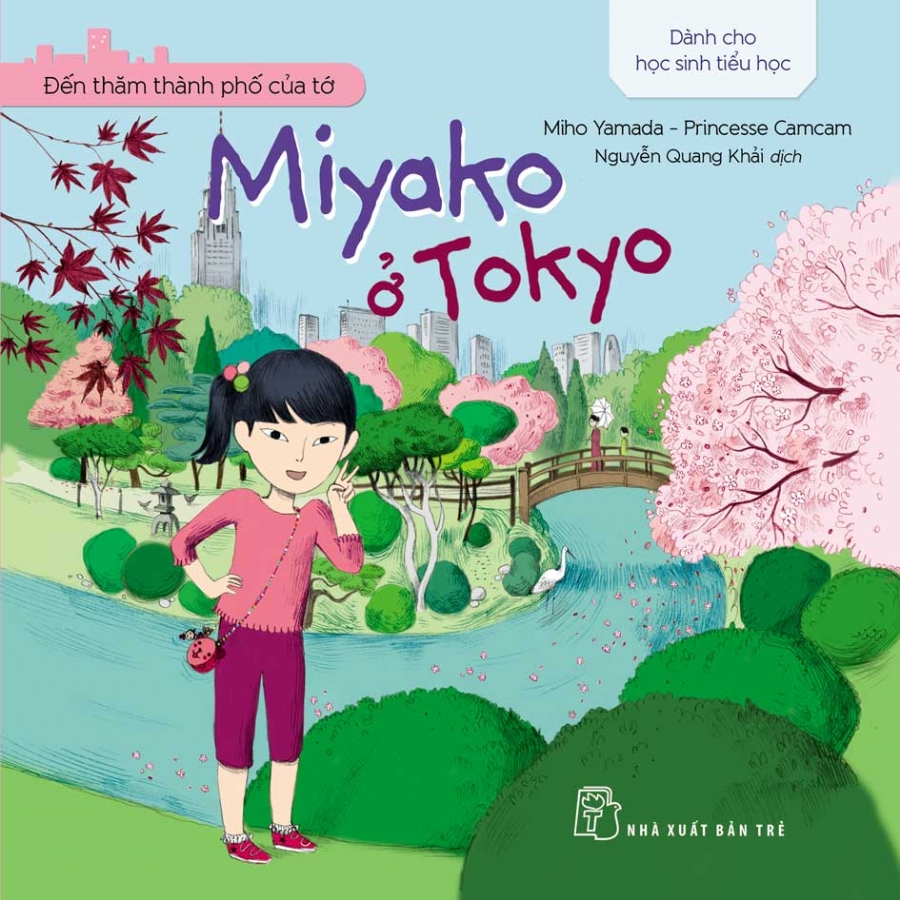 Đến thăm thành phố của tớ
Dành cho
học sinh tiểu học
Miho Yamada - Princesse Camcam
Nguyễn Quang Khải dịch
Miyako
ở Tokyo
T
NHÀ XUẤT BẢN TRẺ